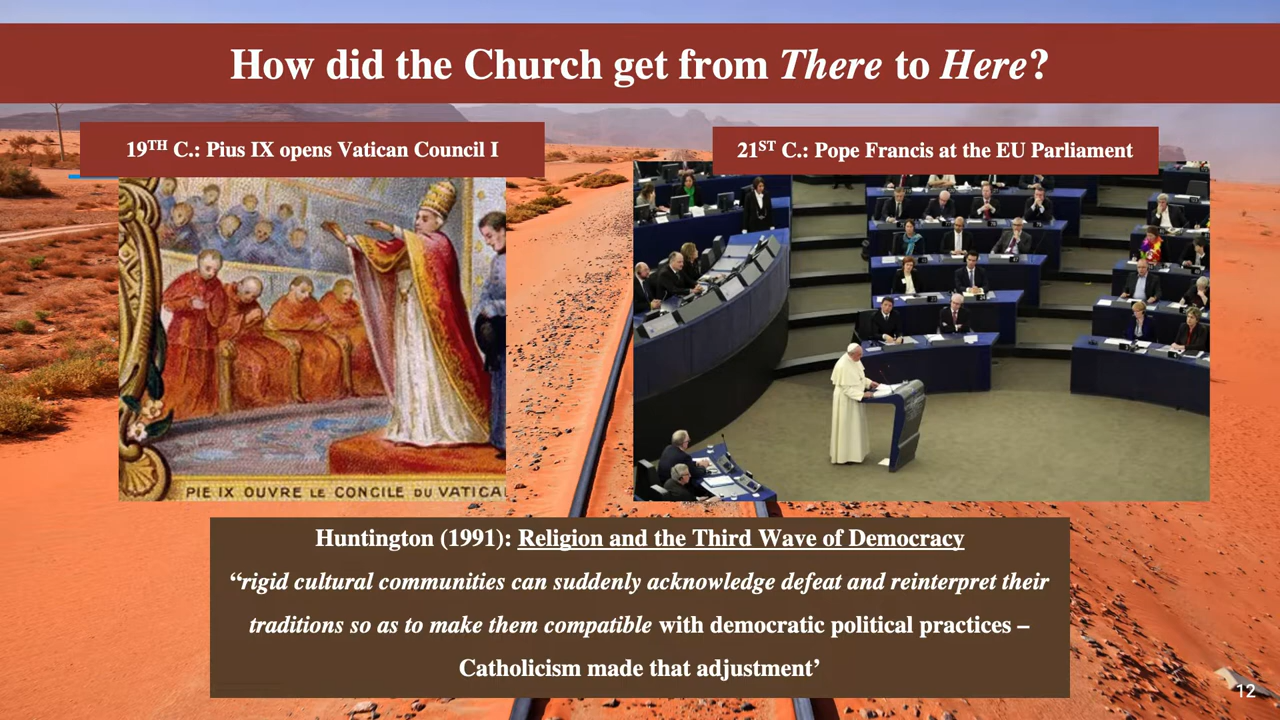 How did the Church get from There to Here?
19TH C.: Pius IX opens Vatican Council I
21ST C.: Pope Francis at the EU Parliament
PIE IX OUVRE LE CONCILE DU VATICA
Huntington (1991): Religion and the Third Wave of Democracy
“rigid cultural communities can suddenly acknowledge defeat and reinterpret their
traditions so as to make them compatible with democratic political practices –
Catholicism made that adjustment’
12